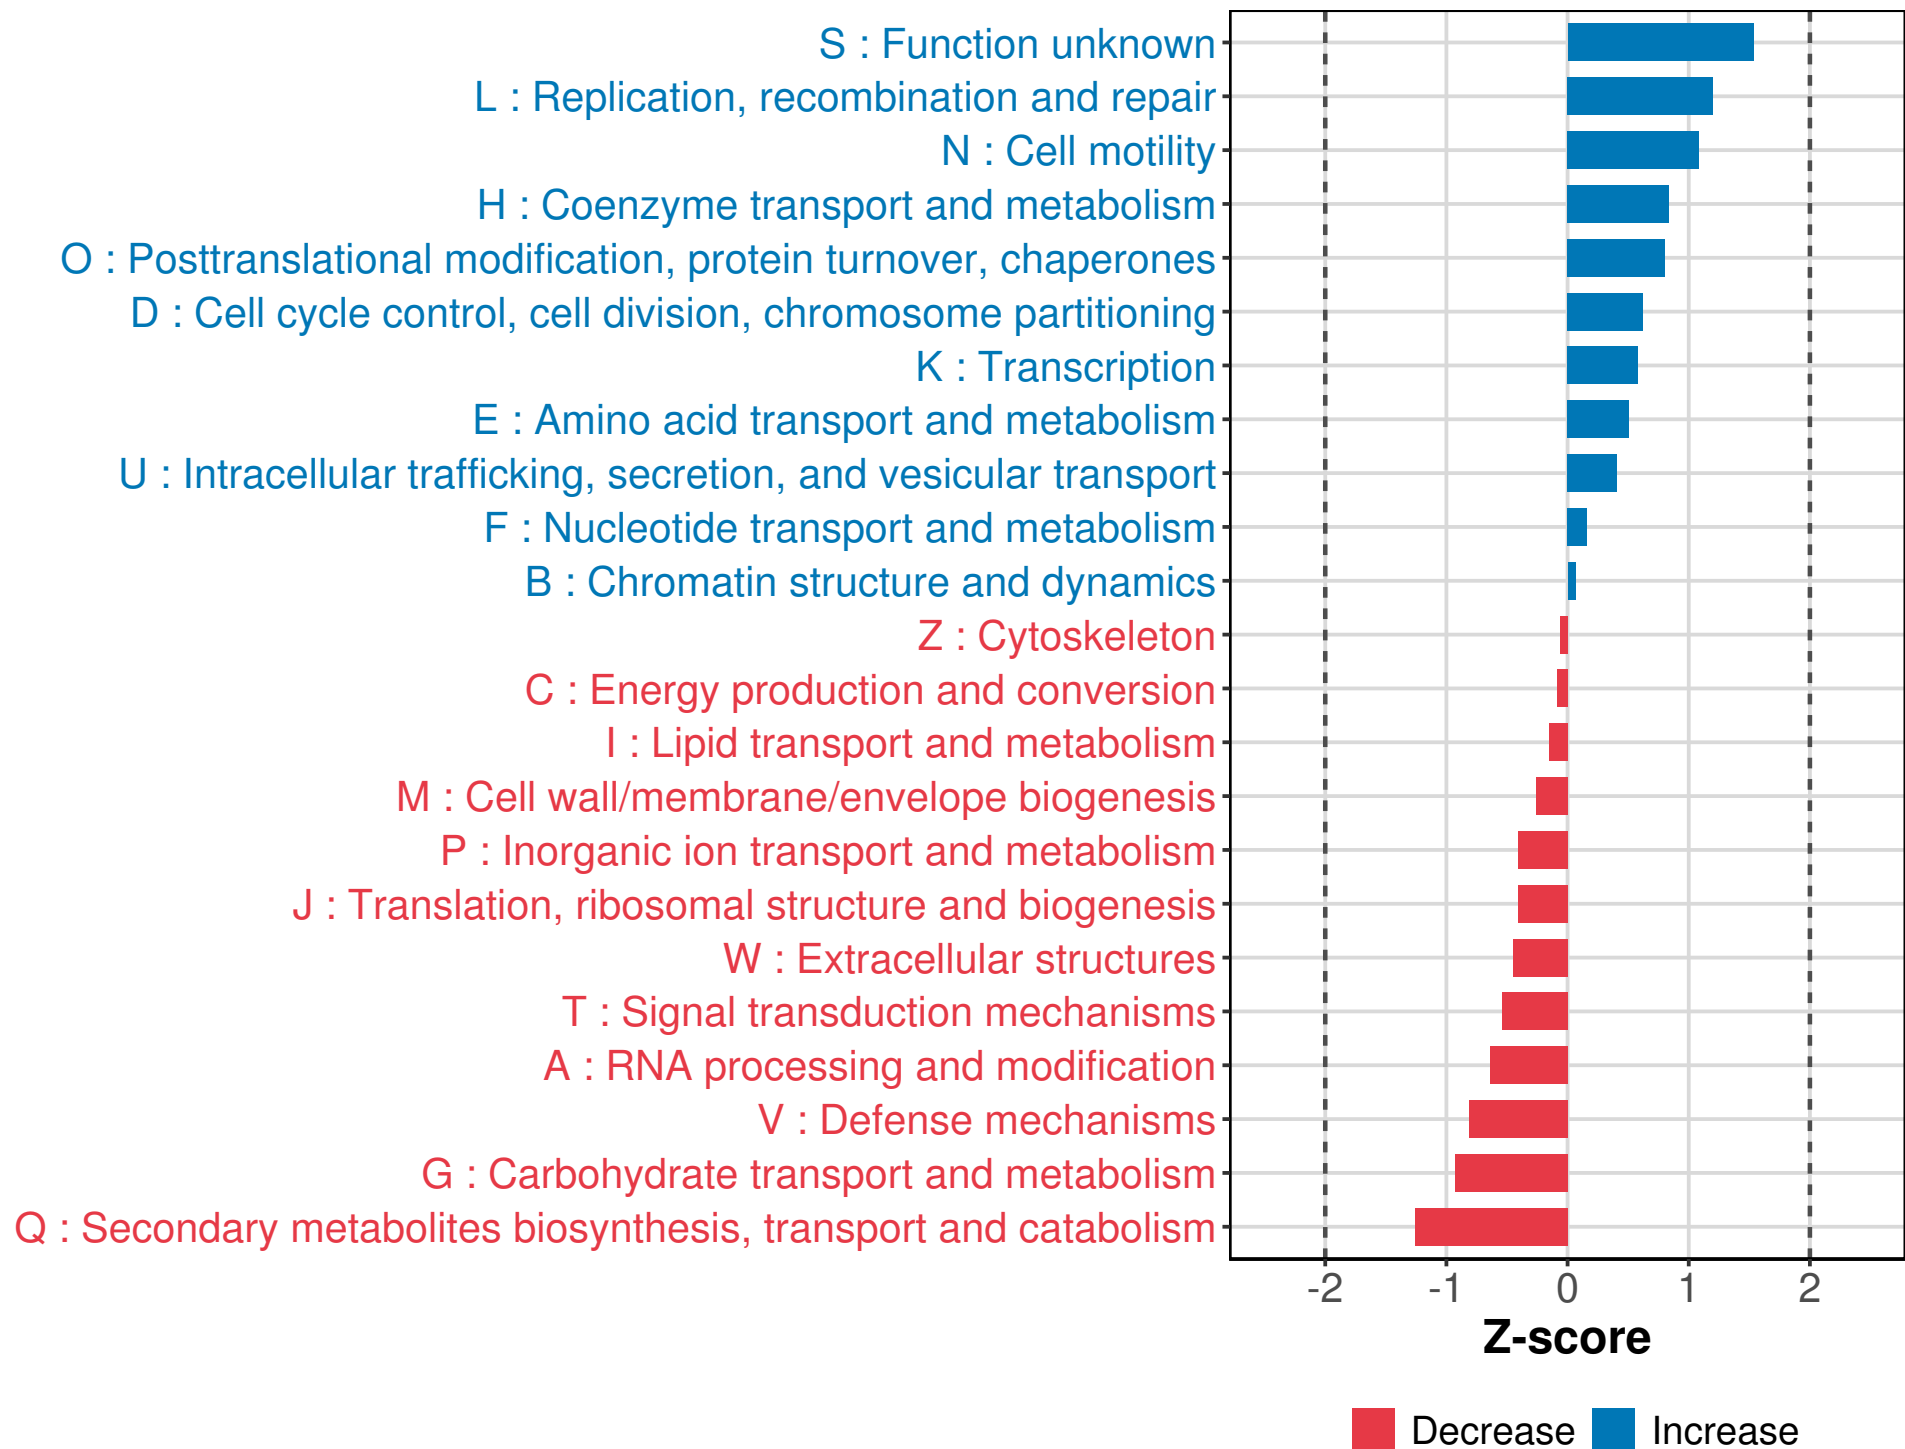 S : Function unknown
L : Replication, recombination and repair
N : Cell motility
H : Coenzyme transport and metabolism
O : Posttranslational modification, protein turnover, chaperones
D : Cell cycle control, cell division, chromosome partitioning
K : Transcription
E : Amino acid transport and metabolism
U : Intracellular trafficking, secretion, and vesicular transport
F : Nucleotide transport and metabolism
B : Chromatin structure and dynamics
Z : Cytoskeleton
C : Energy production and conversion
I : Lipid transport and metabolism
M : Cell wall/membrane/envelope biogenesis
P : Inorganic ion transport and metabolism
J : Translation, ribosomal structure and biogenesis
W : Extracellular structures
T : Signal transduction mechanisms
A : RNA processing and modification
V : Defense mechanisms
G : Carbohydrate transport and metabolism
Q : Secondary metabolites biosynthesis, transport and catabolism
-2 -1 0 1 2
Z-score
Decrease Increase